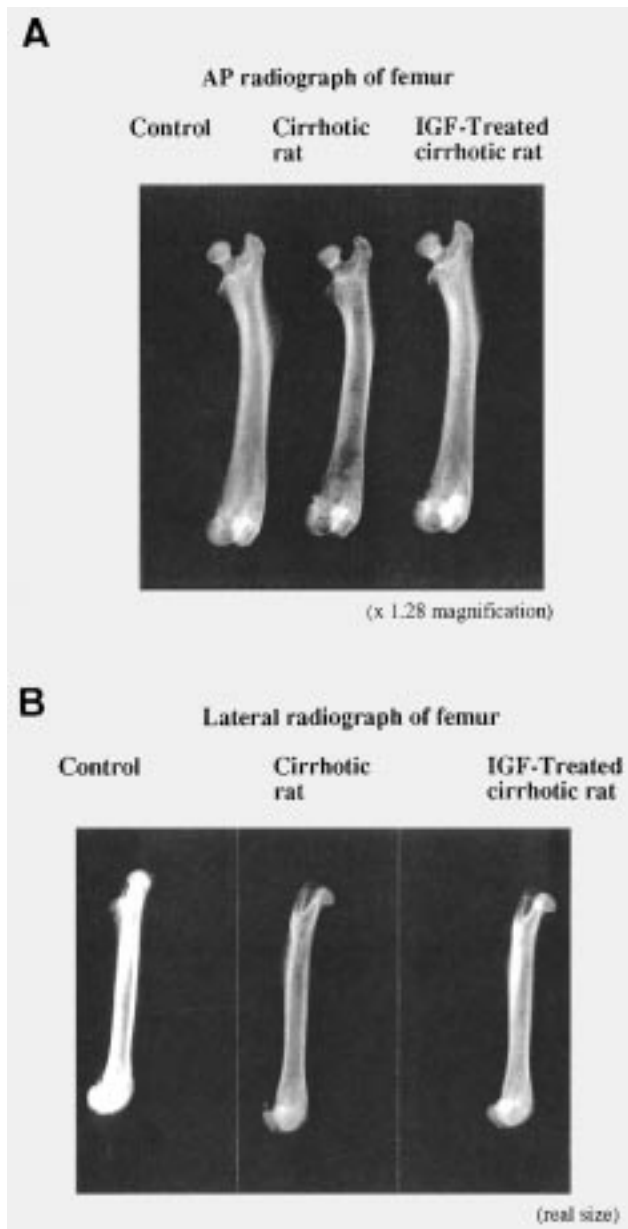 A
AP radiograph of femur
Control Cirrhotic rat IGF-Treated cirrhotic rat
(x 1.28 magnification)
B
Lateral radiograph of femur
Control Cirrhotic rat IGF-Treated cirrhotic rat
(real size)